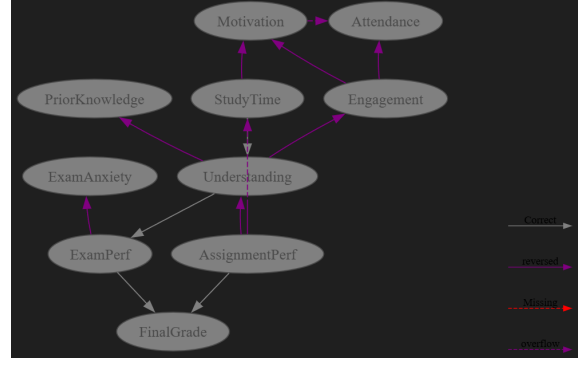 Motivation Attendance
PriorKnowledge StudyTime Engagement
ExamAnxiety Understanding
Correct
ExamPerf AssignmentPerf
reversed
Missing
FinalGrade
overflow